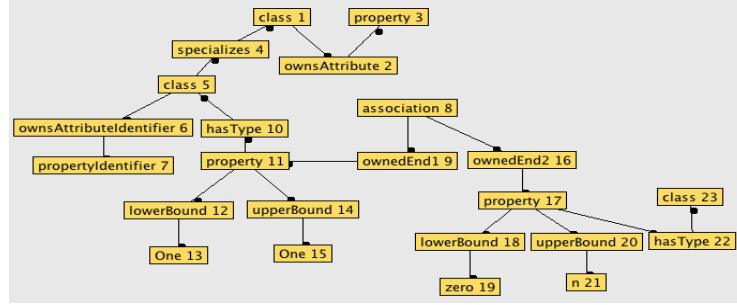 class 1
property 3
specializes 4
ownsAttribute 2
class 5
association 8
ownsAttributeIdentifier 6
hasType 10
propertyIdentifier 7
property 11
ownedEnd1 9
ownedEnd2 16
property 17
class 23
lowerBound 12
upperBound 14
lowerBound 18
upperBound 20
hasType 22
One 13
One 15
zero 19
n 21